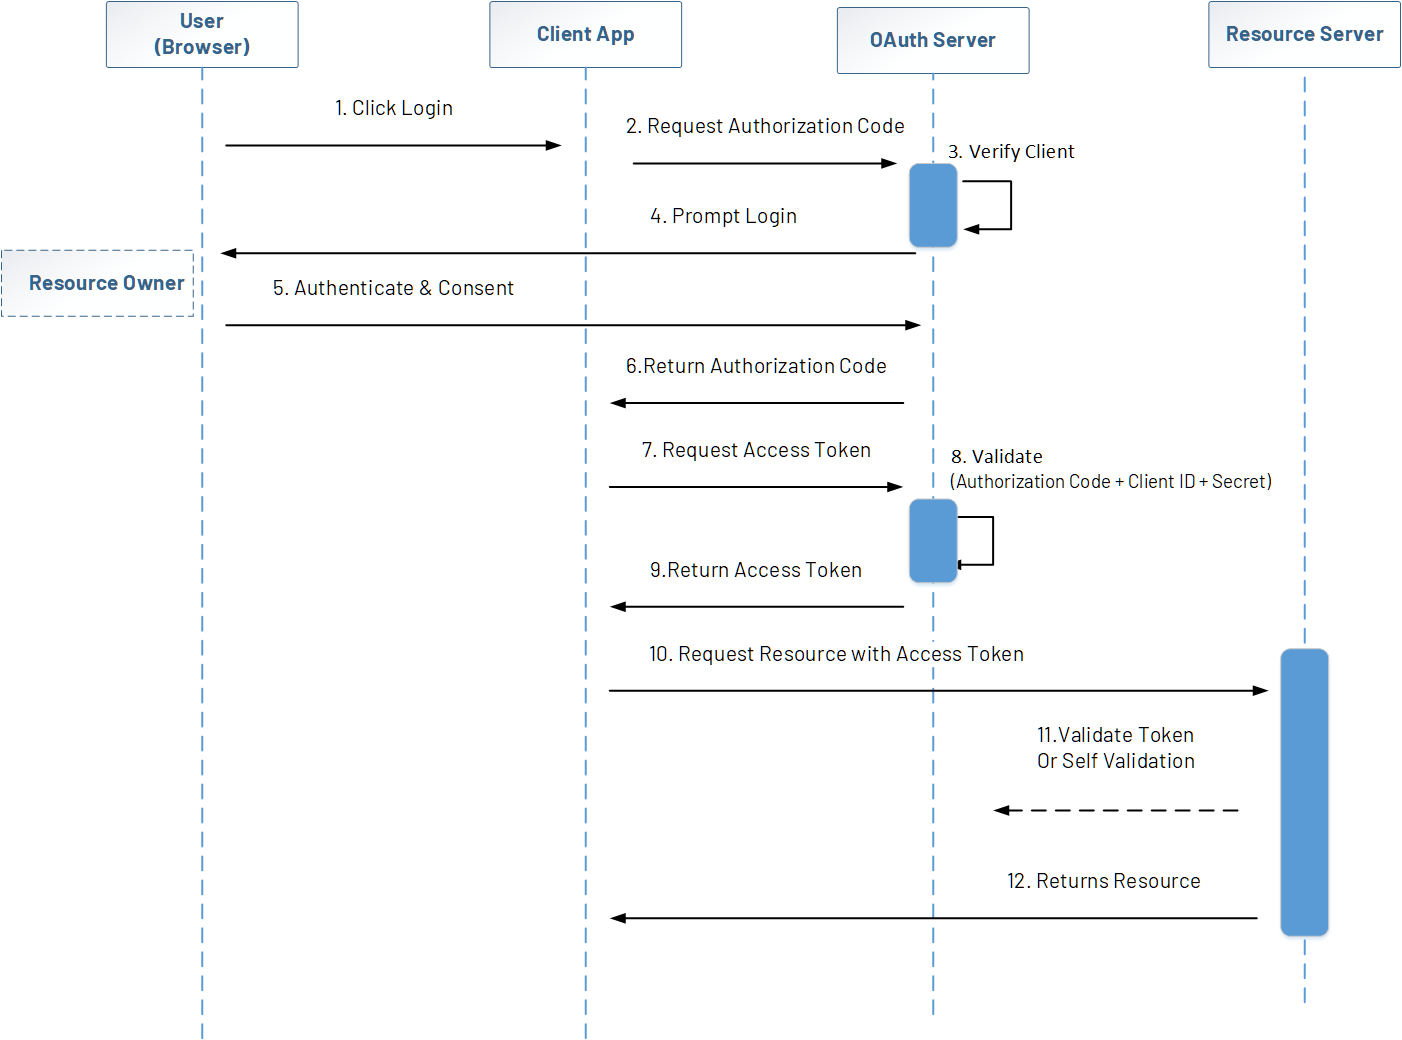 User
(Browser)
Client App
OAuth Server
Resource Server
1. Click Login
2. Request Authorization Code
3. Verify Client
4. Prompt Login
Resource Owner
5. Authenticate & Consent
6.Return Authorization Code
7. Request Access Token
8. Validate
(Authorization Code + Client ID + Secret)
9.Return Access Token
10. Request Resource with Access Token
11.Validate Token
Or Self Validation
12. Returns Resource